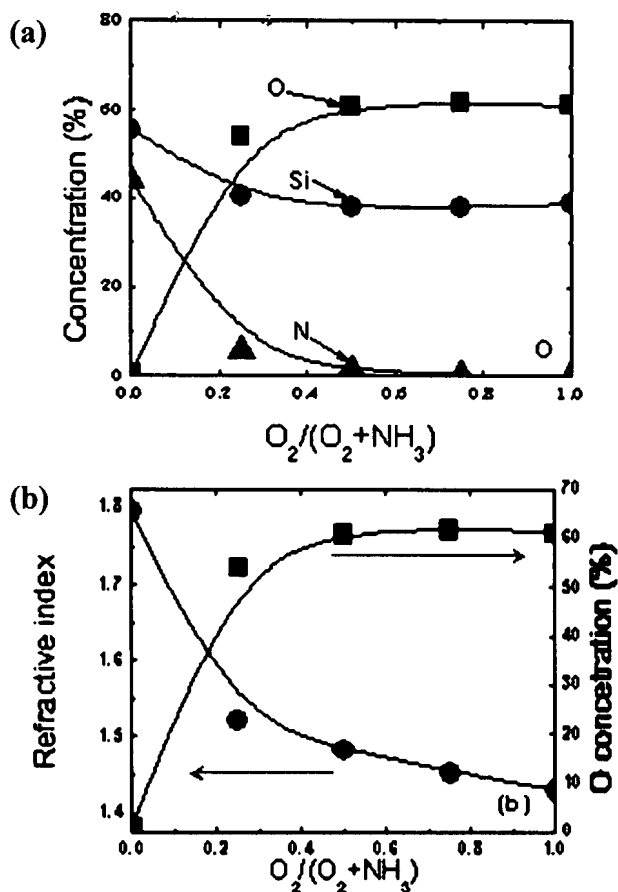 (a)
80
60
40
20
0
Concentration (%)
O
Si
N
O
0.0 0.2 0.4 0.6 0.8 1.0
O₂/(O₂+NH₃)
(b)
1.8
1.7
1.6
1.5
1.4
Refractive index
70
60
50
40
30
20
10
0
O concetration (%)
(b)
0.0 0.2 0.4 0.6 0.8 1.0
O₂/(O₂+NH₃)